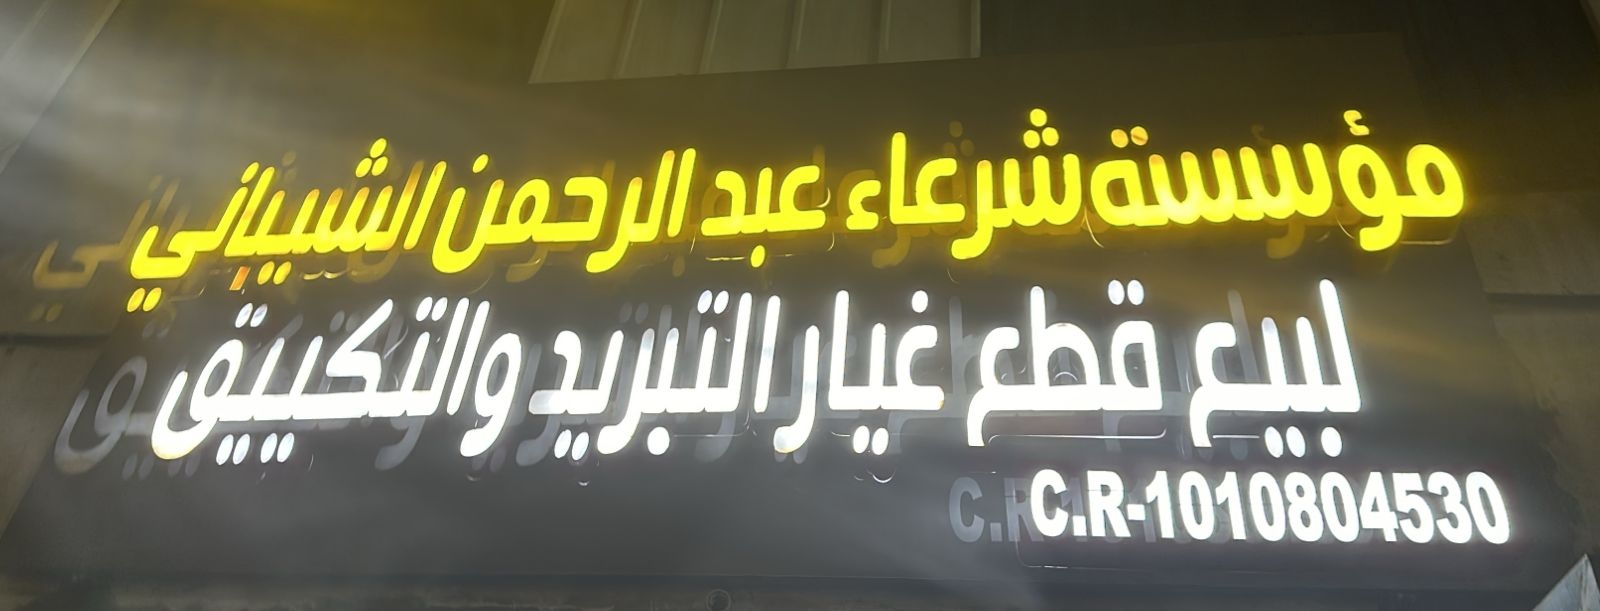 مؤسسة شرعاء عبد الرحمن الشيباني
لبيع قطع غيار التبريد والتكييف
C.R-1010804530